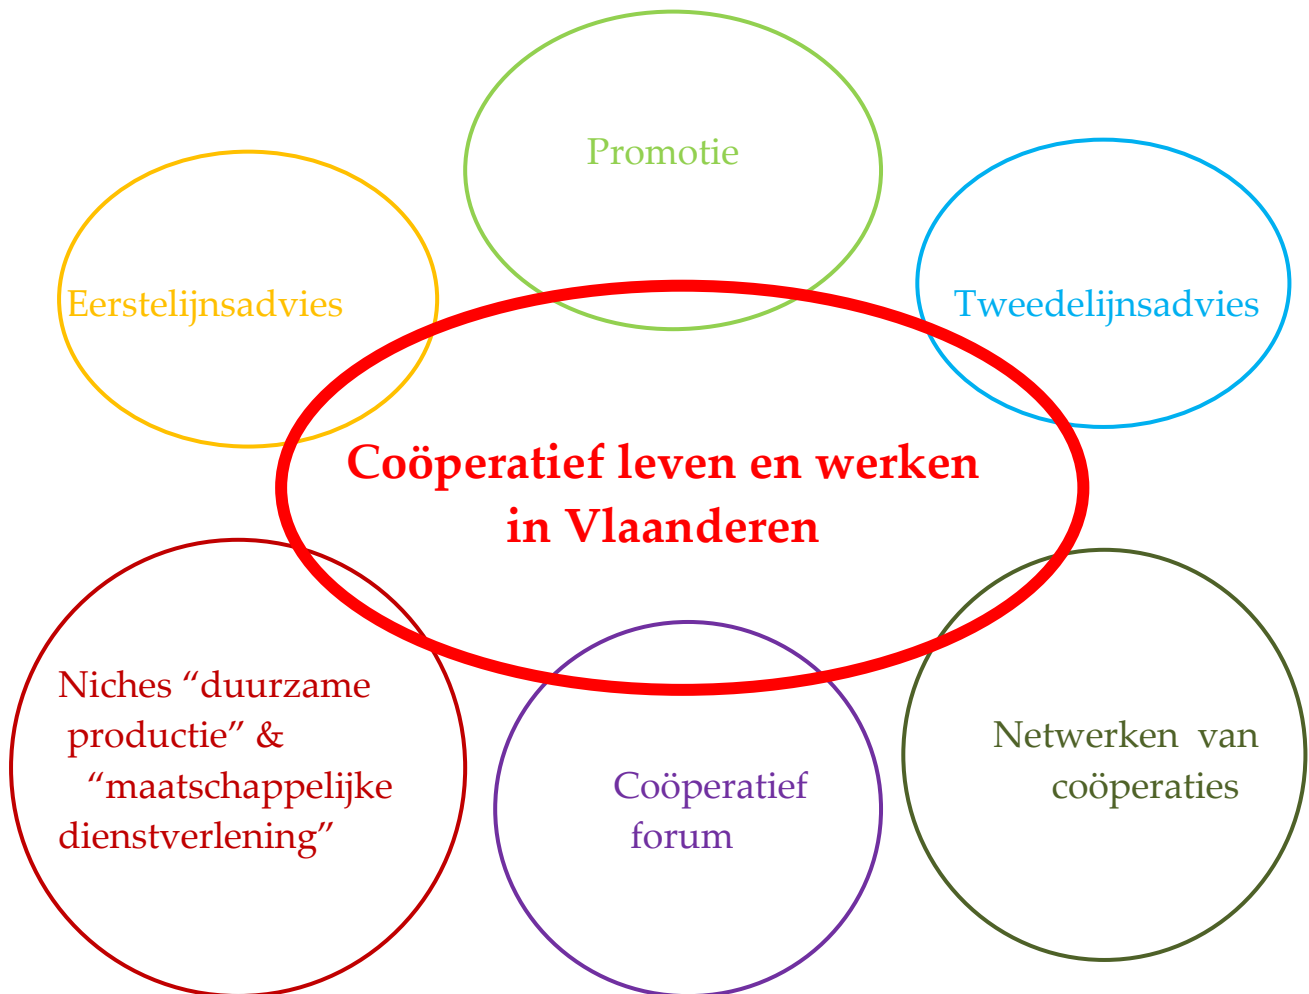 Promotie
Eerstelijnsadvies
Tweedelijnsadvies
Coöperatief leven en werken
in Vlaanderen
Niches “duurzame
productie” &
“maatschappelijke
dienstverlening”
Coöperatief
forum
Netwerken van
coöperaties